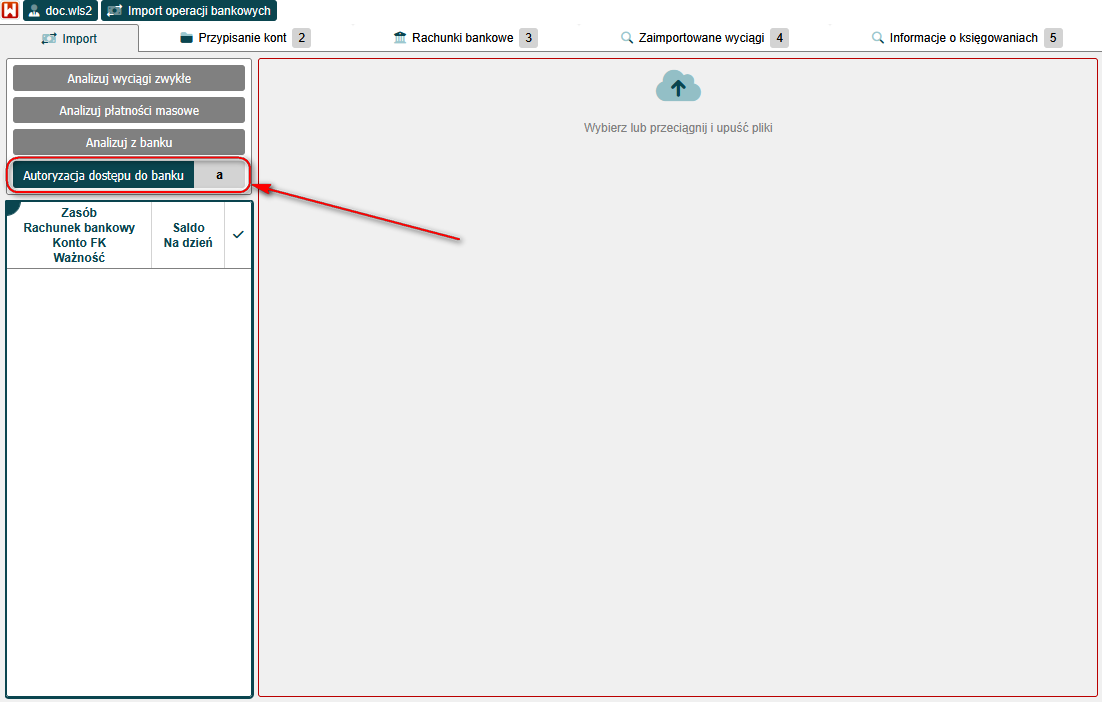 doc.wls2
Import operacji bankowych
Import
Przypisanie kont 2
Rachunki bankowe 3
Zaimportowane wyciągi 4
Informacje o księgowaniach 5
Analizuj wyciągi zwykłe
Analizuj płatności masowe
Analizuj z banku
Autoryzacja dostępu do banku a
Zasób
Rachunek bankowy
Konto FK
Ważność
Saldo
Na dzień
Wybierz lub przeciągnij i upuść pliki